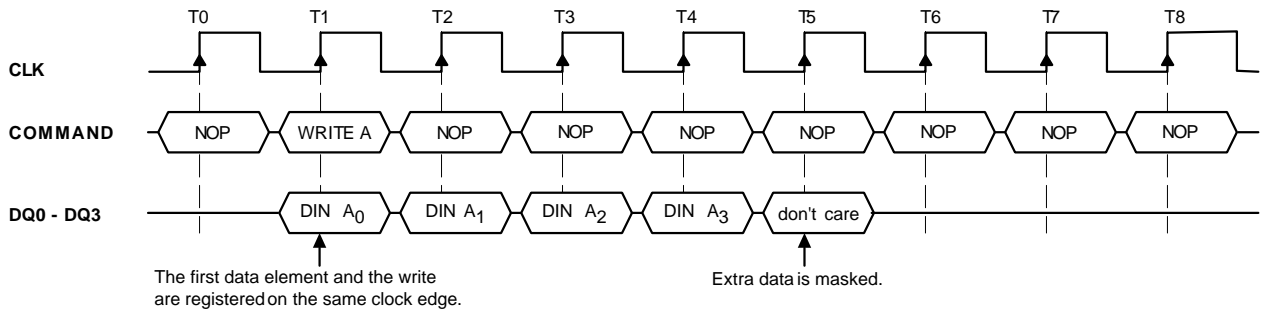 T0 T1 T2 T3 T4 T5 T6 T7 T8
CLK
COMMAND NOP WRITE A NOP NOP NOP NOP NOP NOP NOP
DQ0 - DQ3 DIN A0 DIN A1 DIN A2 DIN A3 don't care
The first data element and the write
are registered on the same clock edge.
Extra data is masked.